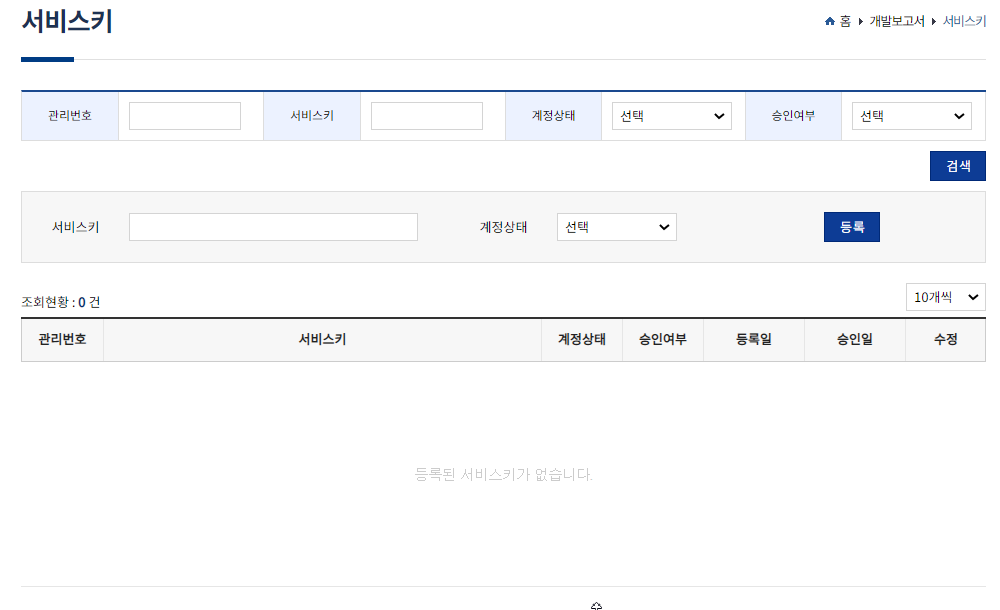 서비스키
홈 개발보고서 서비스키
관리번호 서비스키 계정상태 선택 승인여부 선택
검색
서비스키 계정상태 선택 등록
조회현황 : 0 건 10개씩
관리번호 서비스키 계정상태 승인여부 등록일 승인일 수정
등록된 서비스키가 없습니다.